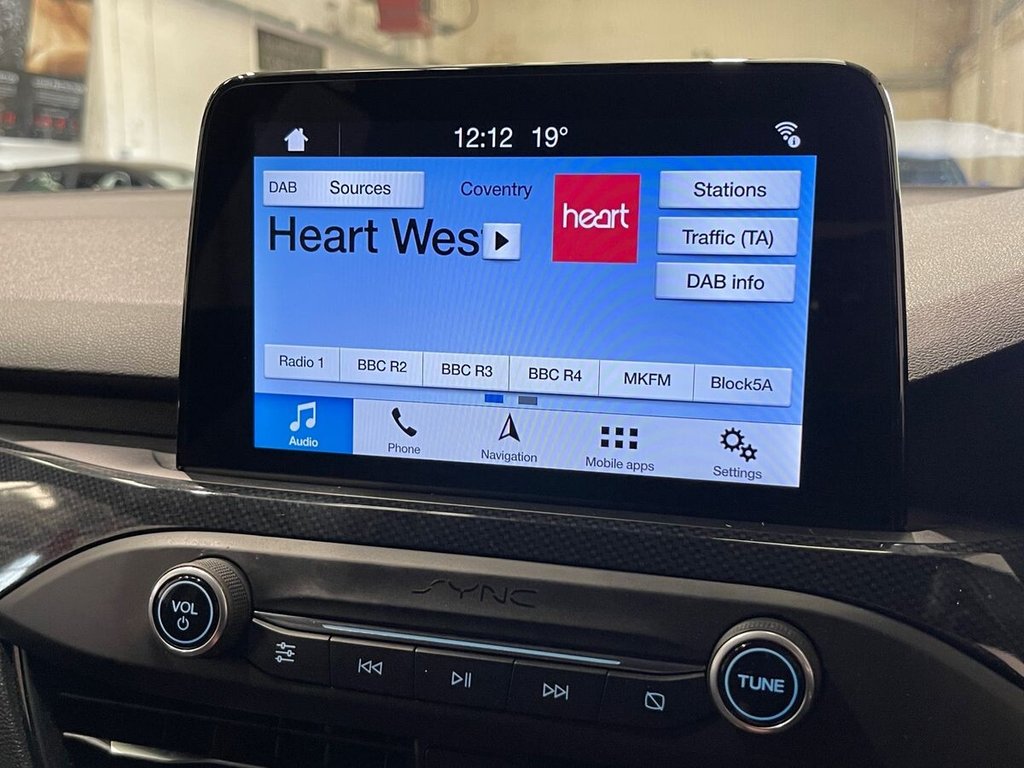 12:12 19°
DAB Sources
Coventry
heart
Stations
Heart Wes
Traffic (TA)
DAB info
Radio 1
BBC R2
BBC R3
BBC R4
MKFM
Block5A
Audio
Phone
Navigation
Mobile apps
Settings
SYNC
VOL
TUNE